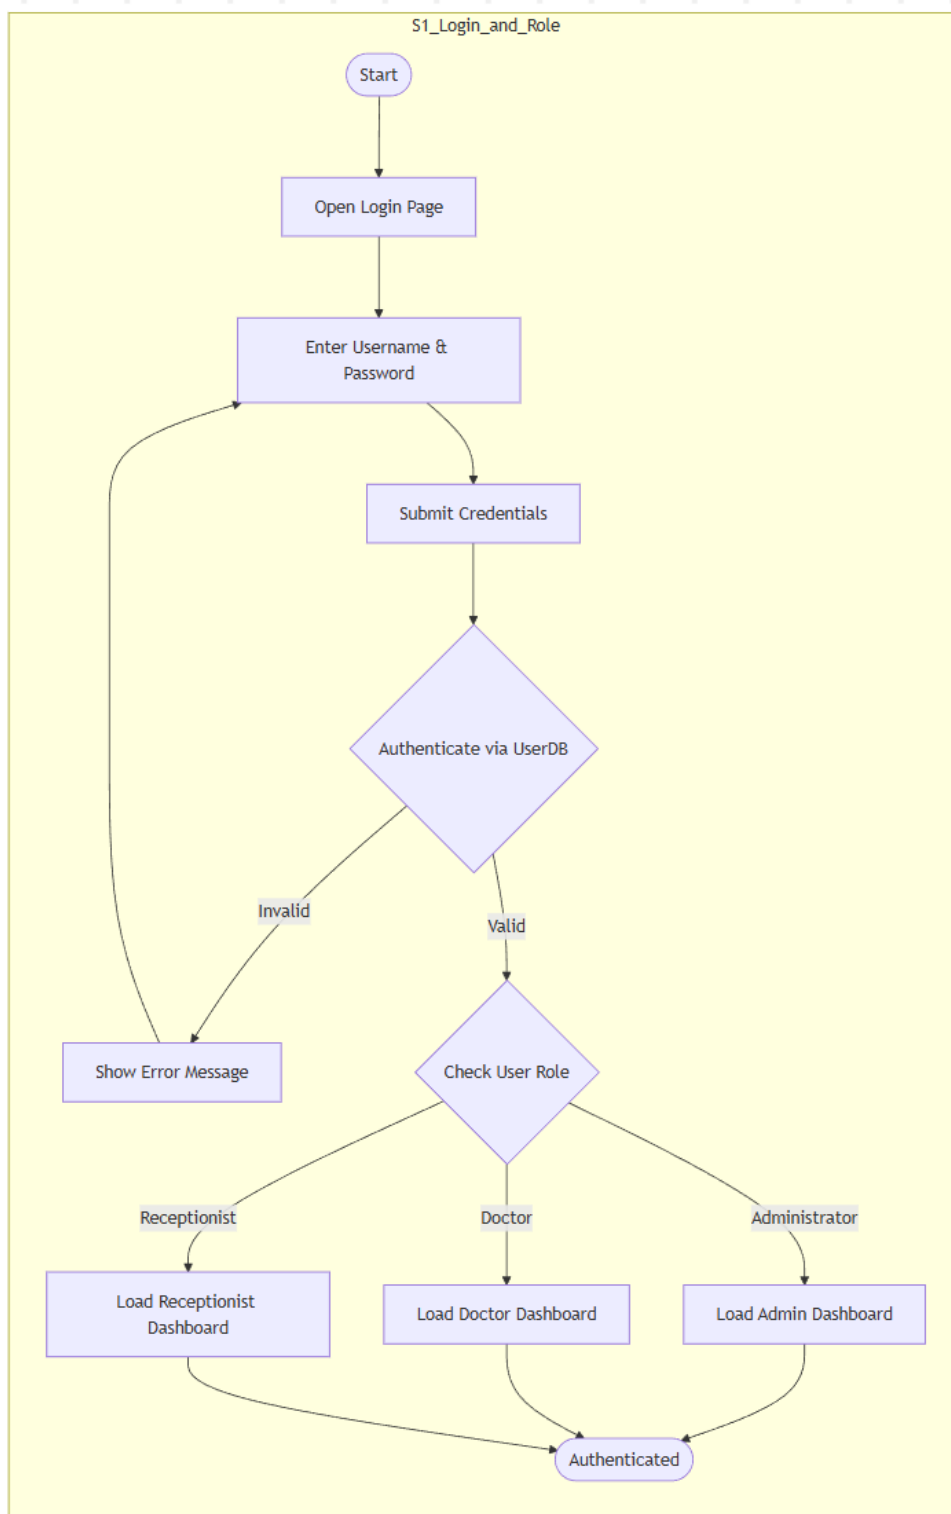 S1_Login_and_Role
Start
Open Login Page
Enter Username &
Password
Submit Credentials
Authenticate via UserDB
Invalid
Valid
Show Error Message
Check User Role
Receptionist
Doctor
Administrator
Load Receptionist
Dashboard
Load Doctor Dashboard
Load Admin Dashboard
Authenticated